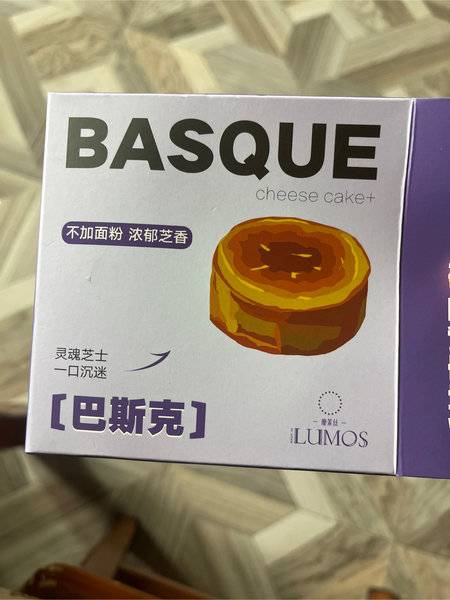 BASQUE
cheese cake+
不加面粉 浓郁芝香
灵魂芝士
一口沉迷
[巴斯克]
LUMOS